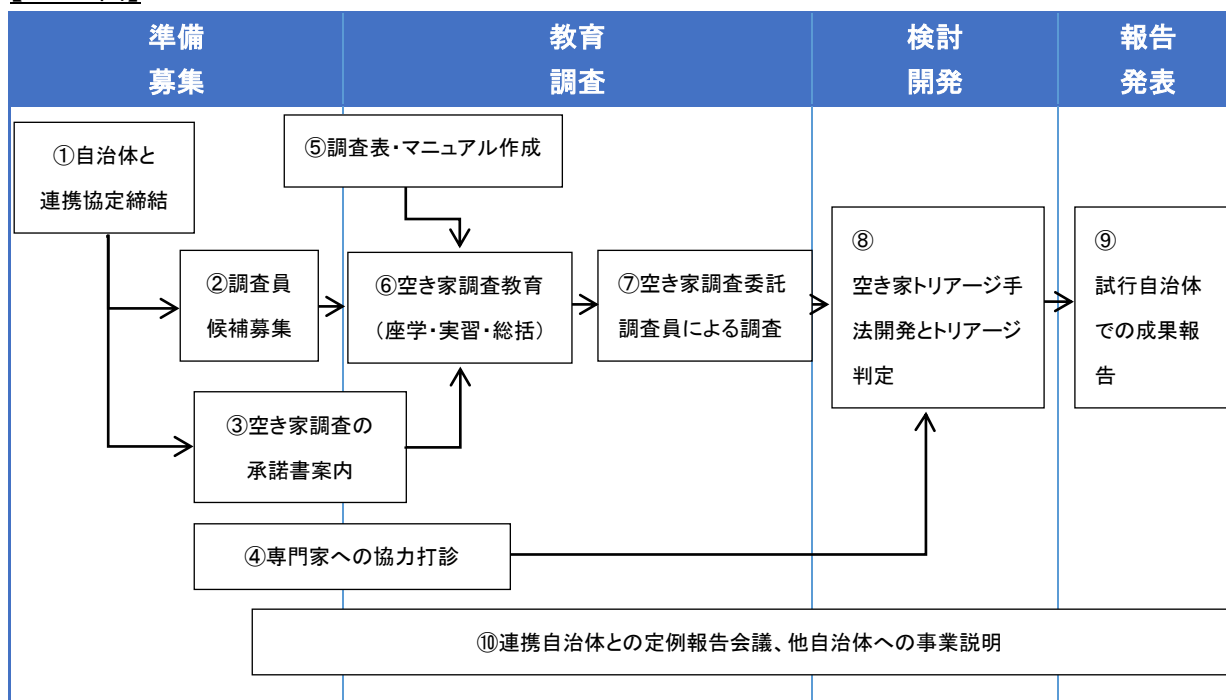 準備
募集
教育
調査
検討
開発
報告
発表
①自治体と
連携協定締結
⑤調査表・マニュアル作成
②調査員
候補募集
⑥空き家調査教育
（座学・実習・総括）
⑦空き家調査委託
調査員による調査
⑧
空き家トリアージ手
法開発とトリアージ
判定
⑨
試行自治体
での成果報
告
③空き家調査の
承諾書案内
④専門家への協力打診
⑩連携自治体との定例報告会議、他自治体への事業説明